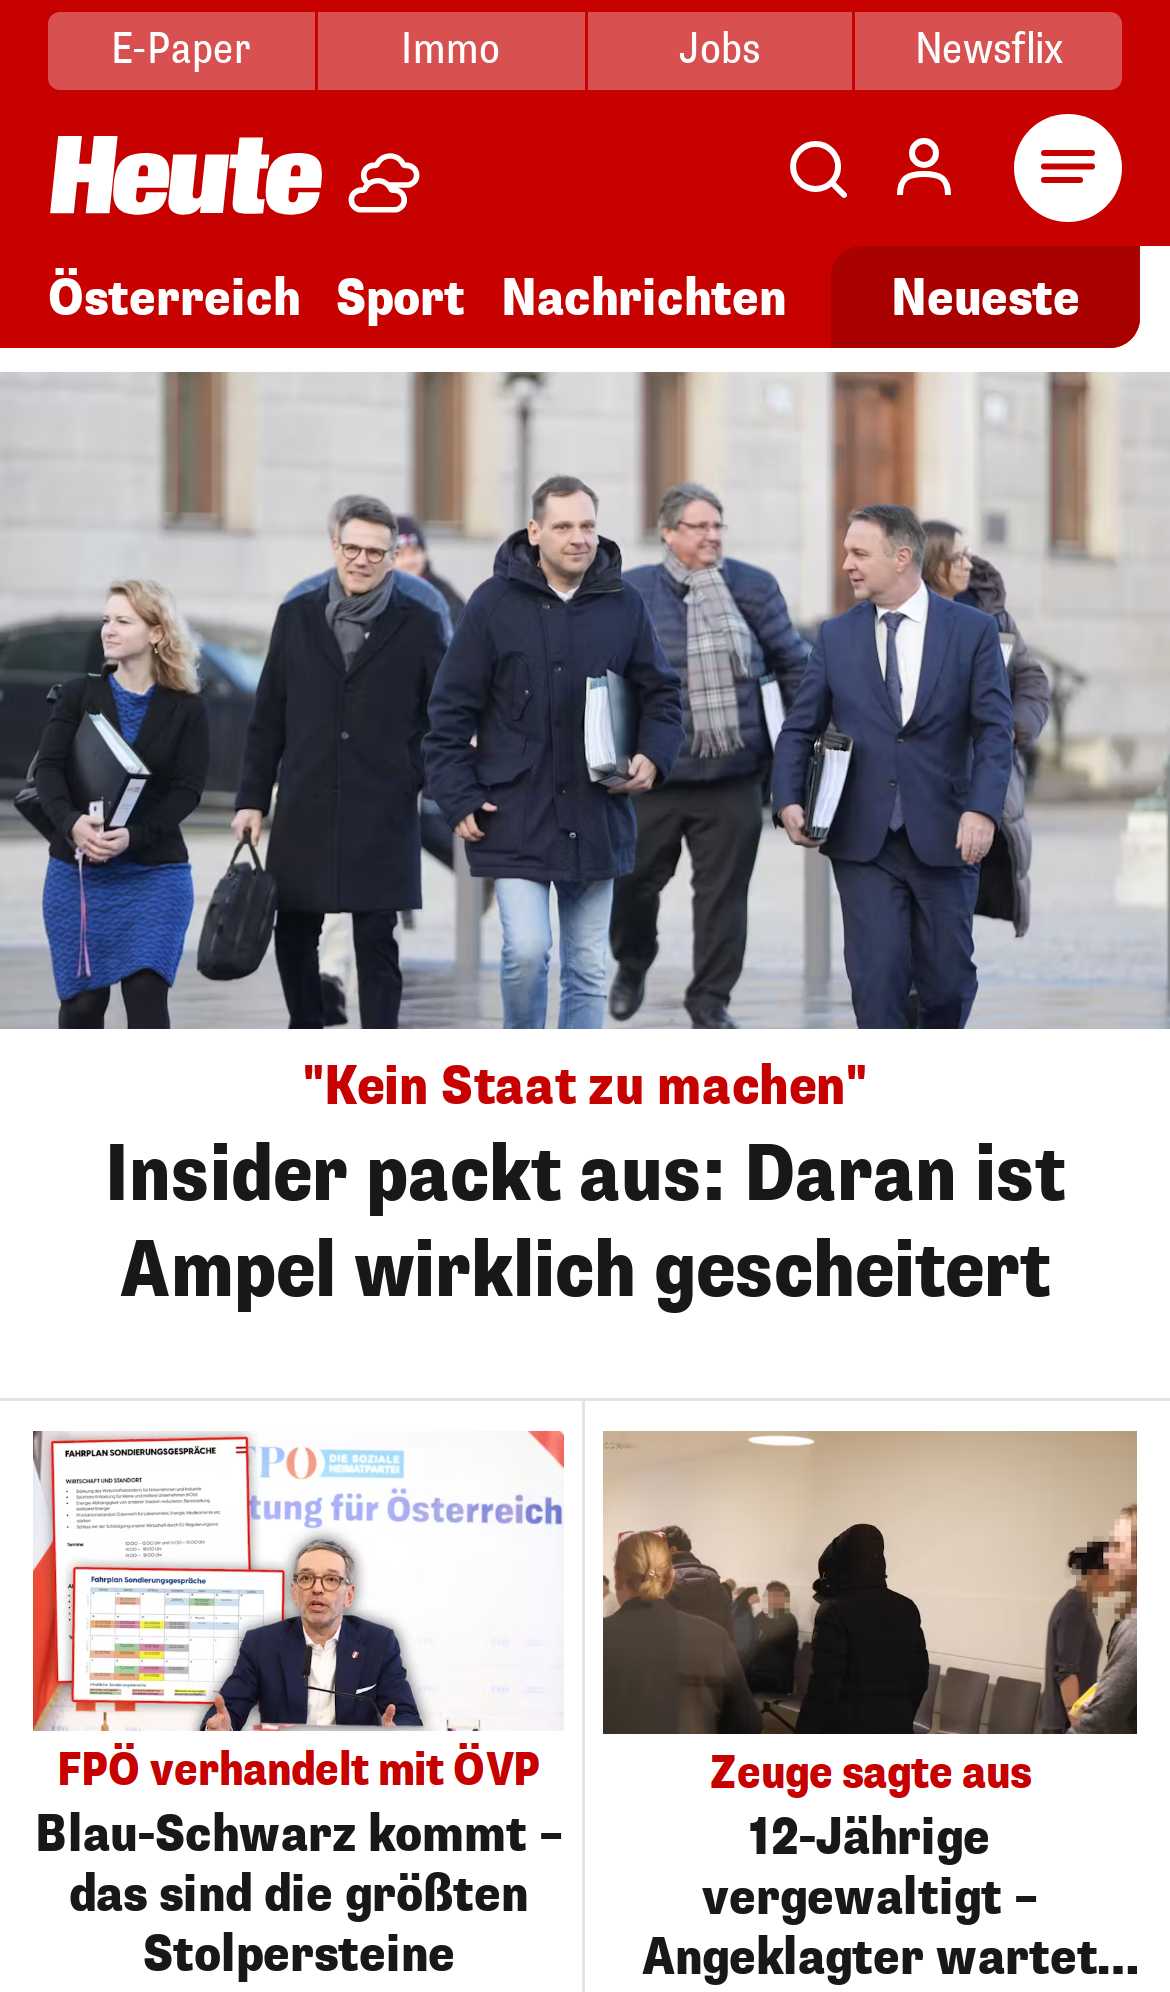 E-Paper
Immo
Jobs
Newsflix
Heute
Österreich
Sport
Nachrichten
Neueste
"Kein Staat zu machen"
Insider packt aus: Daran ist
Ampel wirklich gescheitert
FAHRPLAN SONDIERUNGSGESPRÄCHE
WIRTSCHAFT UND STANDORT
Fahrplan Sondierungsgespräche
FPÖ
DIE SOZIALE
HEIMATPARTEI
tung für Österreich
FPÖ verhandelt mit ÖVP
Blau-Schwarz kommt –
das sind die größten
Stolpersteine
Zeuge sagte aus
12-Jährige
vergewaltigt –
Angeklagter wartet...